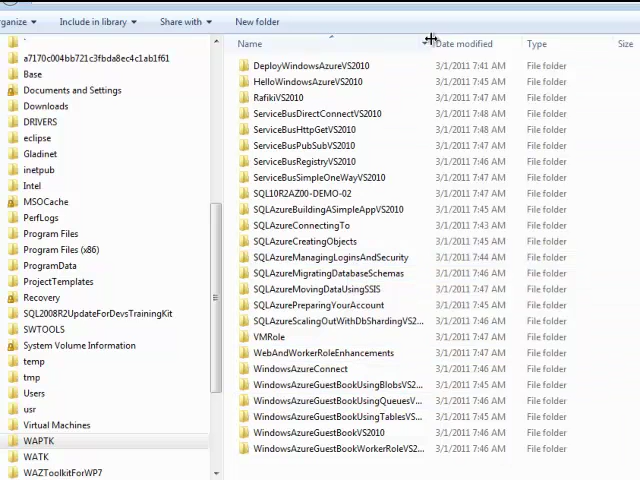 rganize
Include in library
Share with
New folder
Name
Date modified
Type
Size
a7170c004bb721c3fbda8ec4c1ab1f61
Base
Documents and Settings
Downloads
DRIVERS
eclipse
Gladinet
inetpub
Intel
MSOCache
PerfLogs
Program Files
Program Files (x86)
ProgramData
ProjectTemplates
Recovery
SQL2008R2UpdateForDevsTrainingKit
SWTOOLS
System Volume Information
temp
tmp
Users
usr
Virtual Machines
WAPTK
WATK
WAZToolkitForWP7
DeployWindowsAzureVS2010 3/1/2011 7:41 AM File folder
HelloWindowsAzureVS2010 3/1/2011 7:45 AM File folder
RafikiVS2010 3/1/2011 7:47 AM File folder
ServiceBusDirectConnectVS2010 3/1/2011 7:48 AM File folder
ServiceBusHttpGetVS2010 3/1/2011 7:48 AM File folder
ServiceBusPubSubVS2010 3/1/2011 7:47 AM File folder
ServiceBusRegistryVS2010 3/1/2011 7:46 AM File folder
ServiceBusSimpleOneWayVS2010 3/1/2011 7:47 AM File folder
SQL10R2AZ00-DEMO-02 3/1/2011 7:47 AM File folder
SQLAzureBuildingASimpleAppVS2010 3/1/2011 7:45 AM File folder
SQLAzureConnectingTo 3/1/2011 7:43 AM File folder
SQLAzureCreatingObjects 3/1/2011 7:45 AM File folder
SQLAzureManagingLoginsAndSecurity 3/1/2011 7:44 AM File folder
SQLAzureMigratingDatabaseSchemas 3/1/2011 7:46 AM File folder
SQLAzureMovingDataUsingSSIS 3/1/2011 7:47 AM File folder
SQLAzurePreparingYourAccount 3/1/2011 7:45 AM File folder
SQLAzureScalingOutWithDbShardingVS2... 3/1/2011 7:46 AM File folder
VMRole 3/1/2011 7:47 AM File folder
WebAndWorkerRoleEnhancements 3/1/2011 7:47 AM File folder
WindowsAzureConnect 3/1/2011 7:46 AM File folder
WindowsAzureGuestBookUsingBlobsVS2... 3/1/2011 7:45 AM File folder
WindowsAzureGuestBookUsingQueuesV... 3/1/2011 7:46 AM File folder
WindowsAzureGuestBookUsingTablesVS... 3/1/2011 7:45 AM File folder
WindowsAzureGuestBookVS2010 3/1/2011 7:46 AM File folder
WindowsAzureGuestBookWorkerRoleVS2... 3/1/2011 7:46 AM File folder